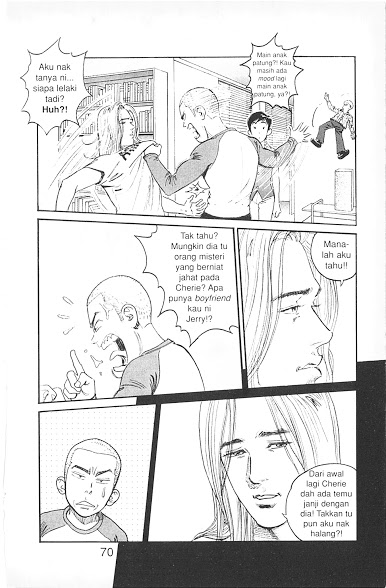 Aku nak
tanya ni...
siapa lelaki
tadi?
Huh?!
Main anak
patung?! Kau
masih ada
mood lagi
main anak
patung, ya?!
Tak tahu?
Mungkin dia tu
orang misteri
yang berniat
jahat pada
Cherie? Apa
punya boyfriend
kau ni
Jerry!?
Mana-
lah aku
tahu!!
Dari awal
lagi Cherie
dah ada temu
janji dengan
dia! Takkan tu
pun aku nak
halang?!
70